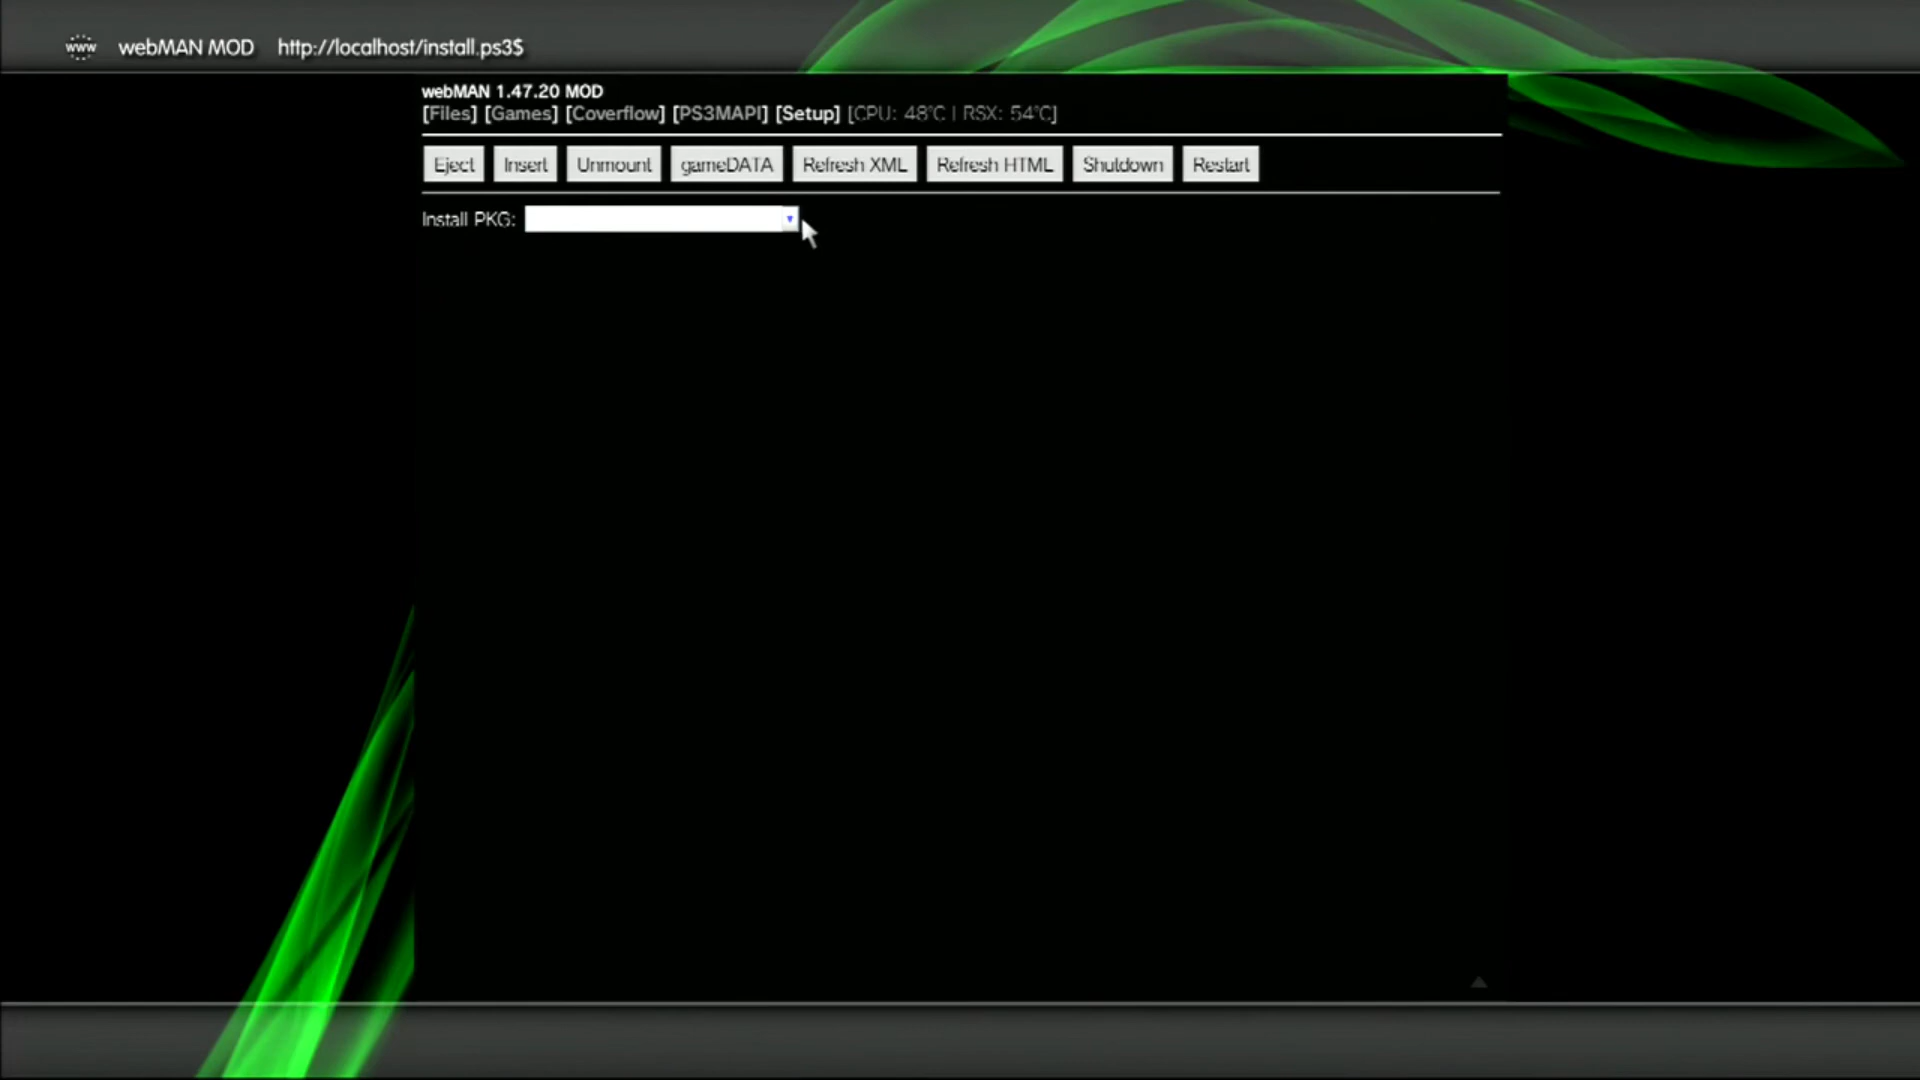 www webMAN MOD http://localhost/install.ps3$
webMAN 1.47.20 MOD
[Files] [Games] [Coverflow] [PS3MAPI] [Setup] [CPU: 48°C | RSX: 54°C]
Eject Insert Unmount gameDATA Refresh XML Refresh HTML Shutdown Restart
Install PKG: